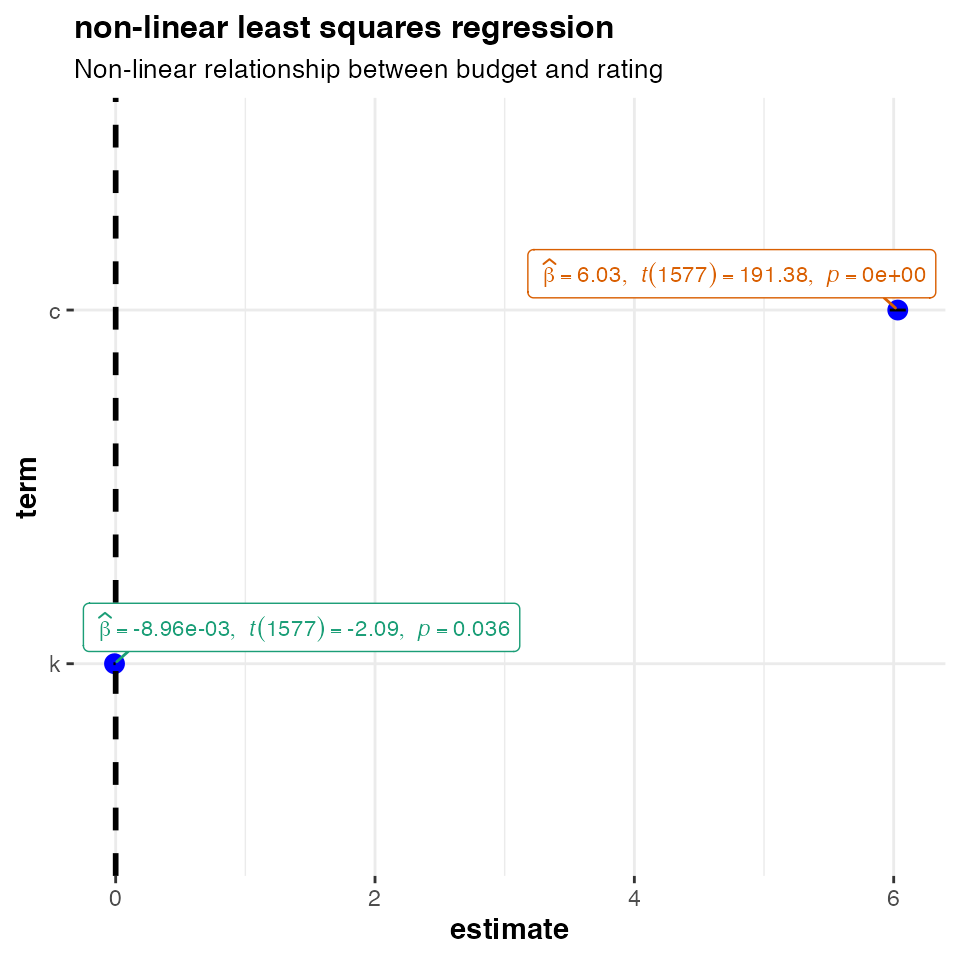 non-linear least squares regression
Non-linear relationship between budget and rating
β̂ = 6.03, t(1577) = 191.38, p = 0e+00
c
term
β̂ = -8.96e-03, t(1577) = -2.09, p = 0.036
k
0 2 4 6
estimate